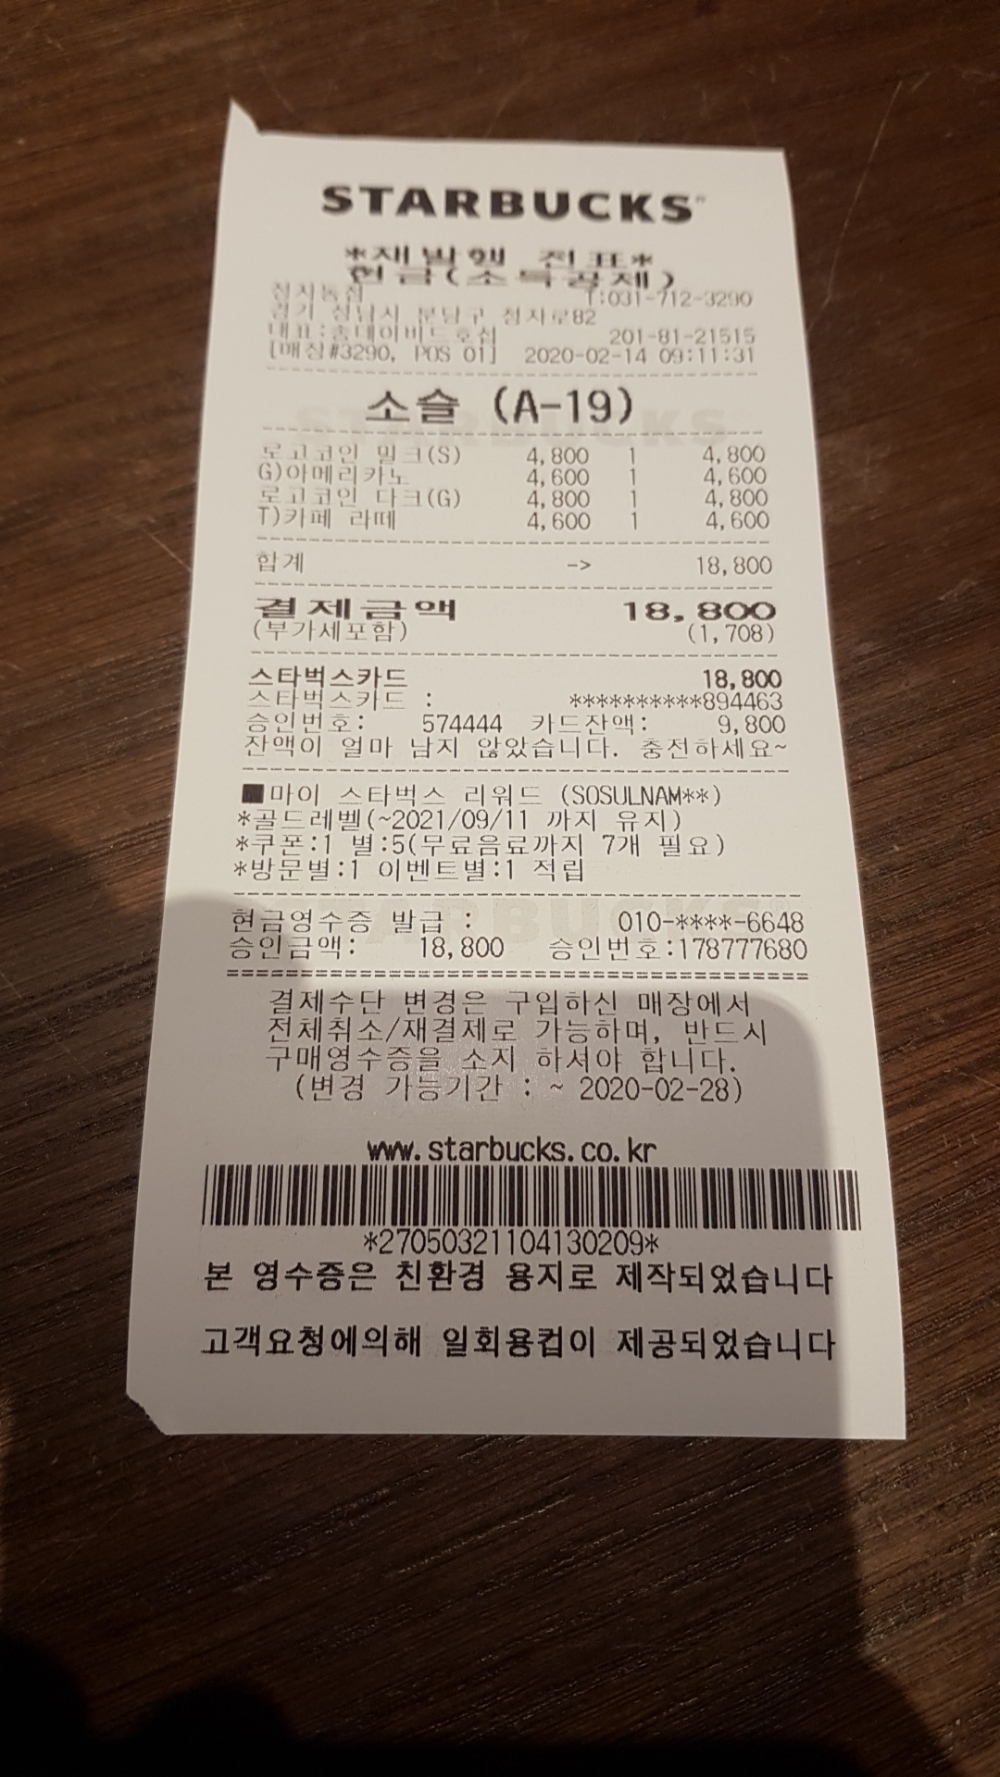 STARBUCKS
*재발행 전표*
현금(소득공제)
정자동점 T:031-712-3290
경기 성남시 분당구 정자로82
대표:송데이비드호섭 201-81-21515
[매장#3290, POS 01] 2020-02-14 09:11:31
소슬 (A-19)
로고코인 밀크(S) 4,800 1 4,800
G)아메리카노 4,600 1 4,600
로고코인 다크(G) 4,800 1 4,800
T)카페 라떼 4,600 1 4,600
합계 -> 18,800
결제금액 18,800
(부가세포함) (1,708)
스타벅스카드 18,800
스타벅스카드 : **********894463
승인번호: 574444 카드잔액: 9,800
잔액이 얼마 남지 않았습니다. 충전하세요~
■마이 스타벅스 리워드 (SOSULNAM**)
*골드레벨(~2021/09/11 까지 유지)
*쿠폰:1 별:5(무료음료까지 7개 필요)
*방문별:1 이벤트별:1 적립
현금영수증 발급 : 010-****-6648
승인금액: 18,800 승인번호:178777680
결제수단 변경은 구입하신 매장에서
전체취소/재결제로 가능하며, 반드시
구매영수증을 소지 하셔야 합니다.
(변경 가능기간 : ~ 2020-02-28)
www.starbucks.co.kr
*27050321104130209*
본 영수증은 친환경 용지로 제작되었습니다
고객요청에의해 일회용컵이 제공되었습니다